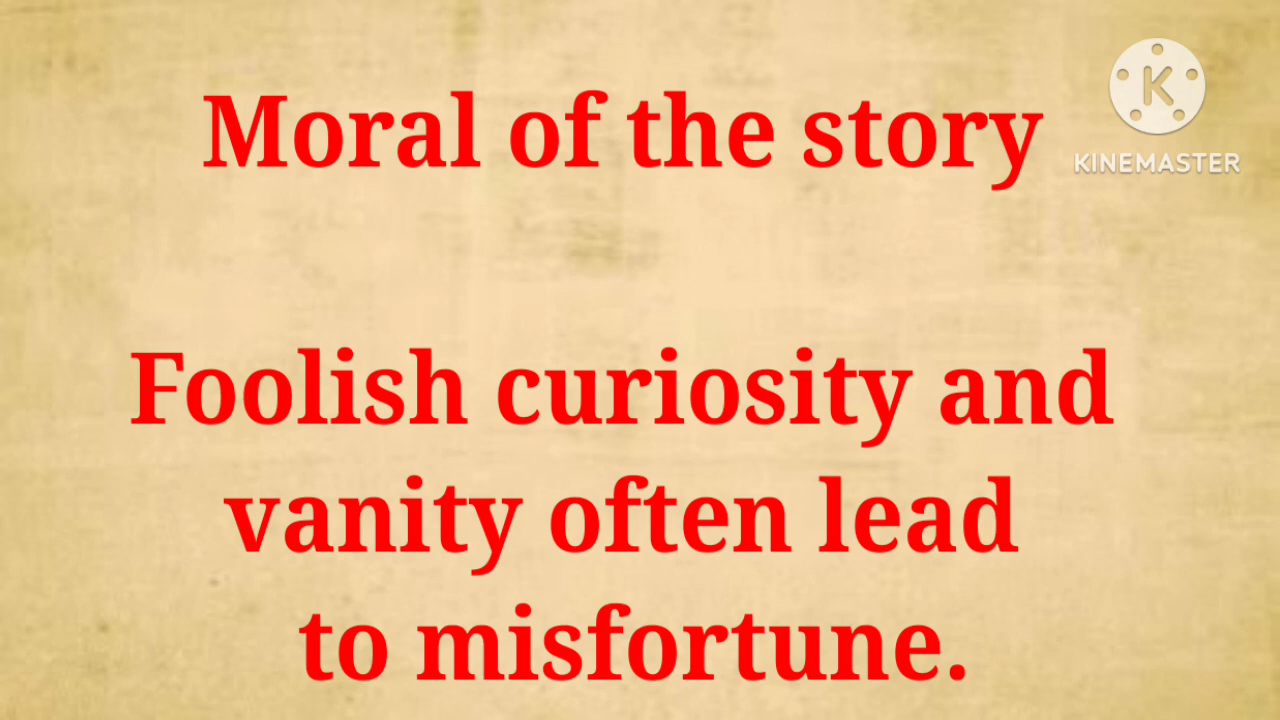 Moral of the story
KINEMASTER
Foolish curiosity and
vanity often lead
to misfortune.